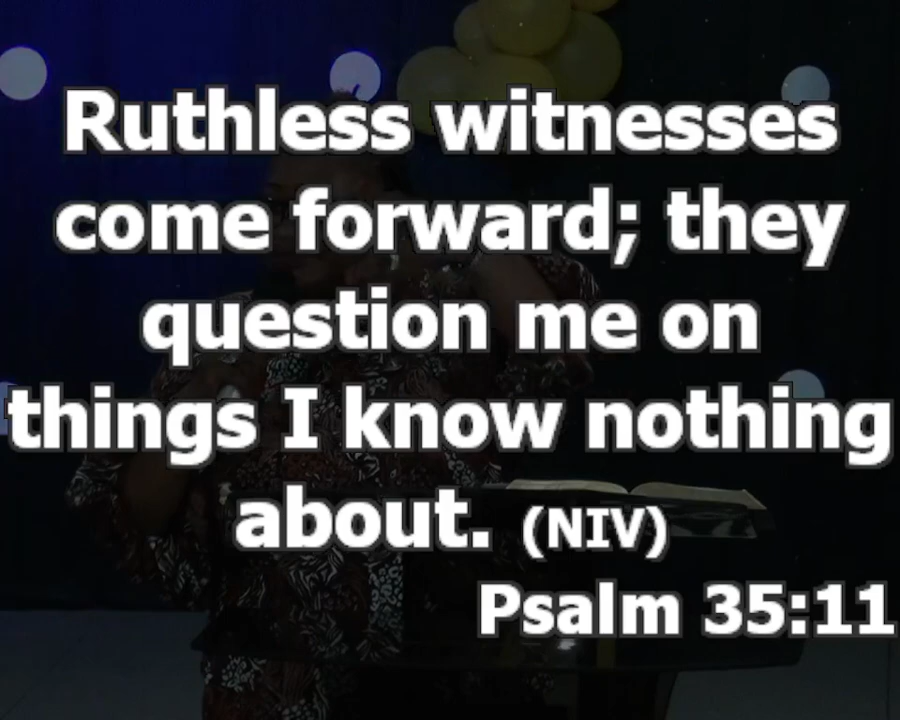 Ruthless witnesses
come forward; they
question me on
things I know nothing
about. (NIV)
Psalm 35:11